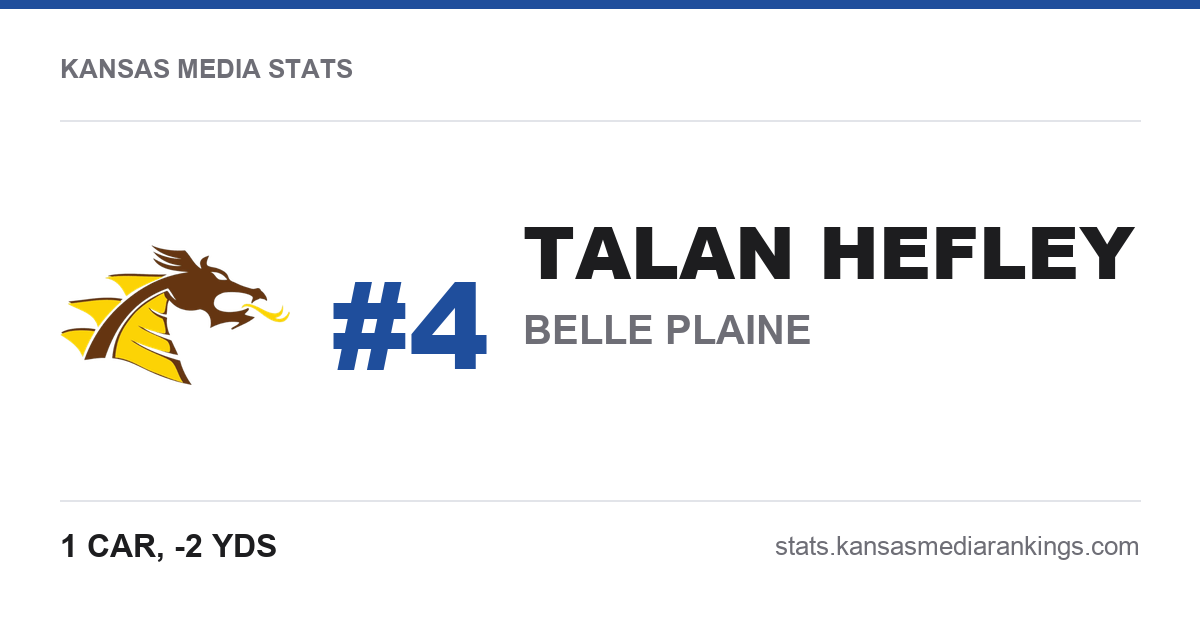 KANSAS MEDIA STATS
#4
TALAN HEFLEY
BELLE PLAINE
1 CAR, -2 YDS
stats.kansasmediarankings.com